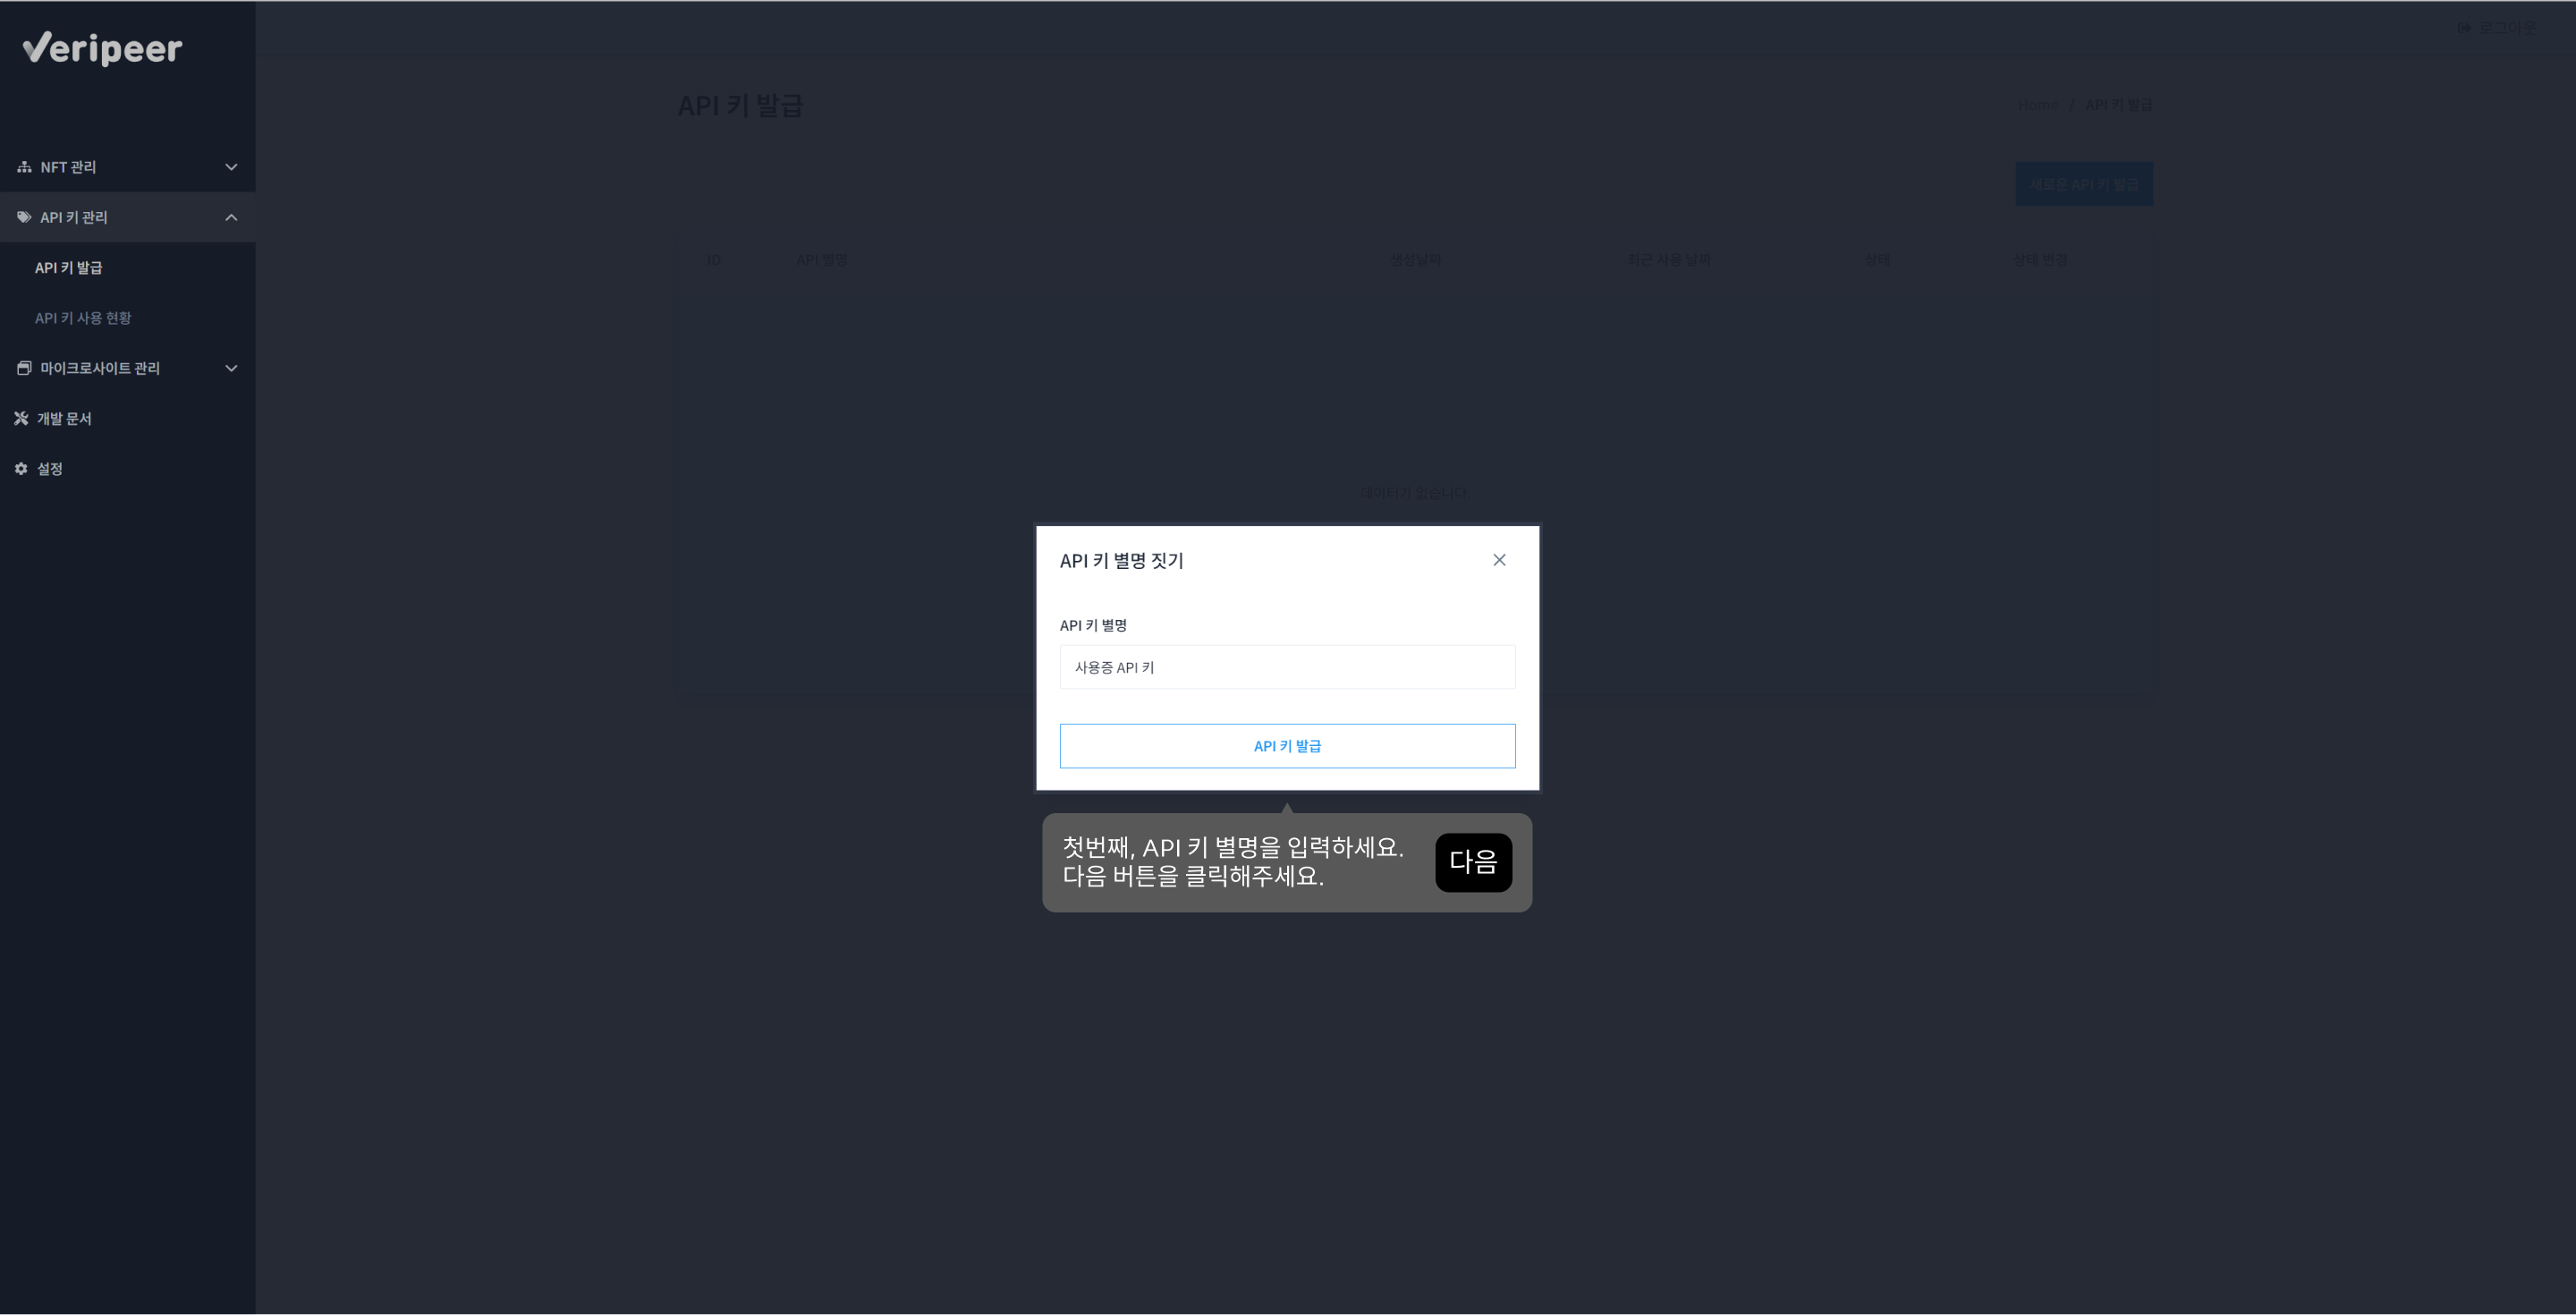 Veripeer
로그아웃
API 키 발급
Home / API 키 발급
NFT 관리
새로운 API 키 발급
API 키 관리
ID API 별명 생성날짜 최근 사용 날짜 상태 상태 변경
API 키 발급
API 키 사용 현황
마이크로사이트 관리
개발 문서
설정
데이터가 없습니다.
API 키 별명 짓기
API 키 별명
사용증 API 키
API 키 발급
첫번째, API 키 별명을 입력하세요.
다음 버튼을 클릭해주세요.
다음